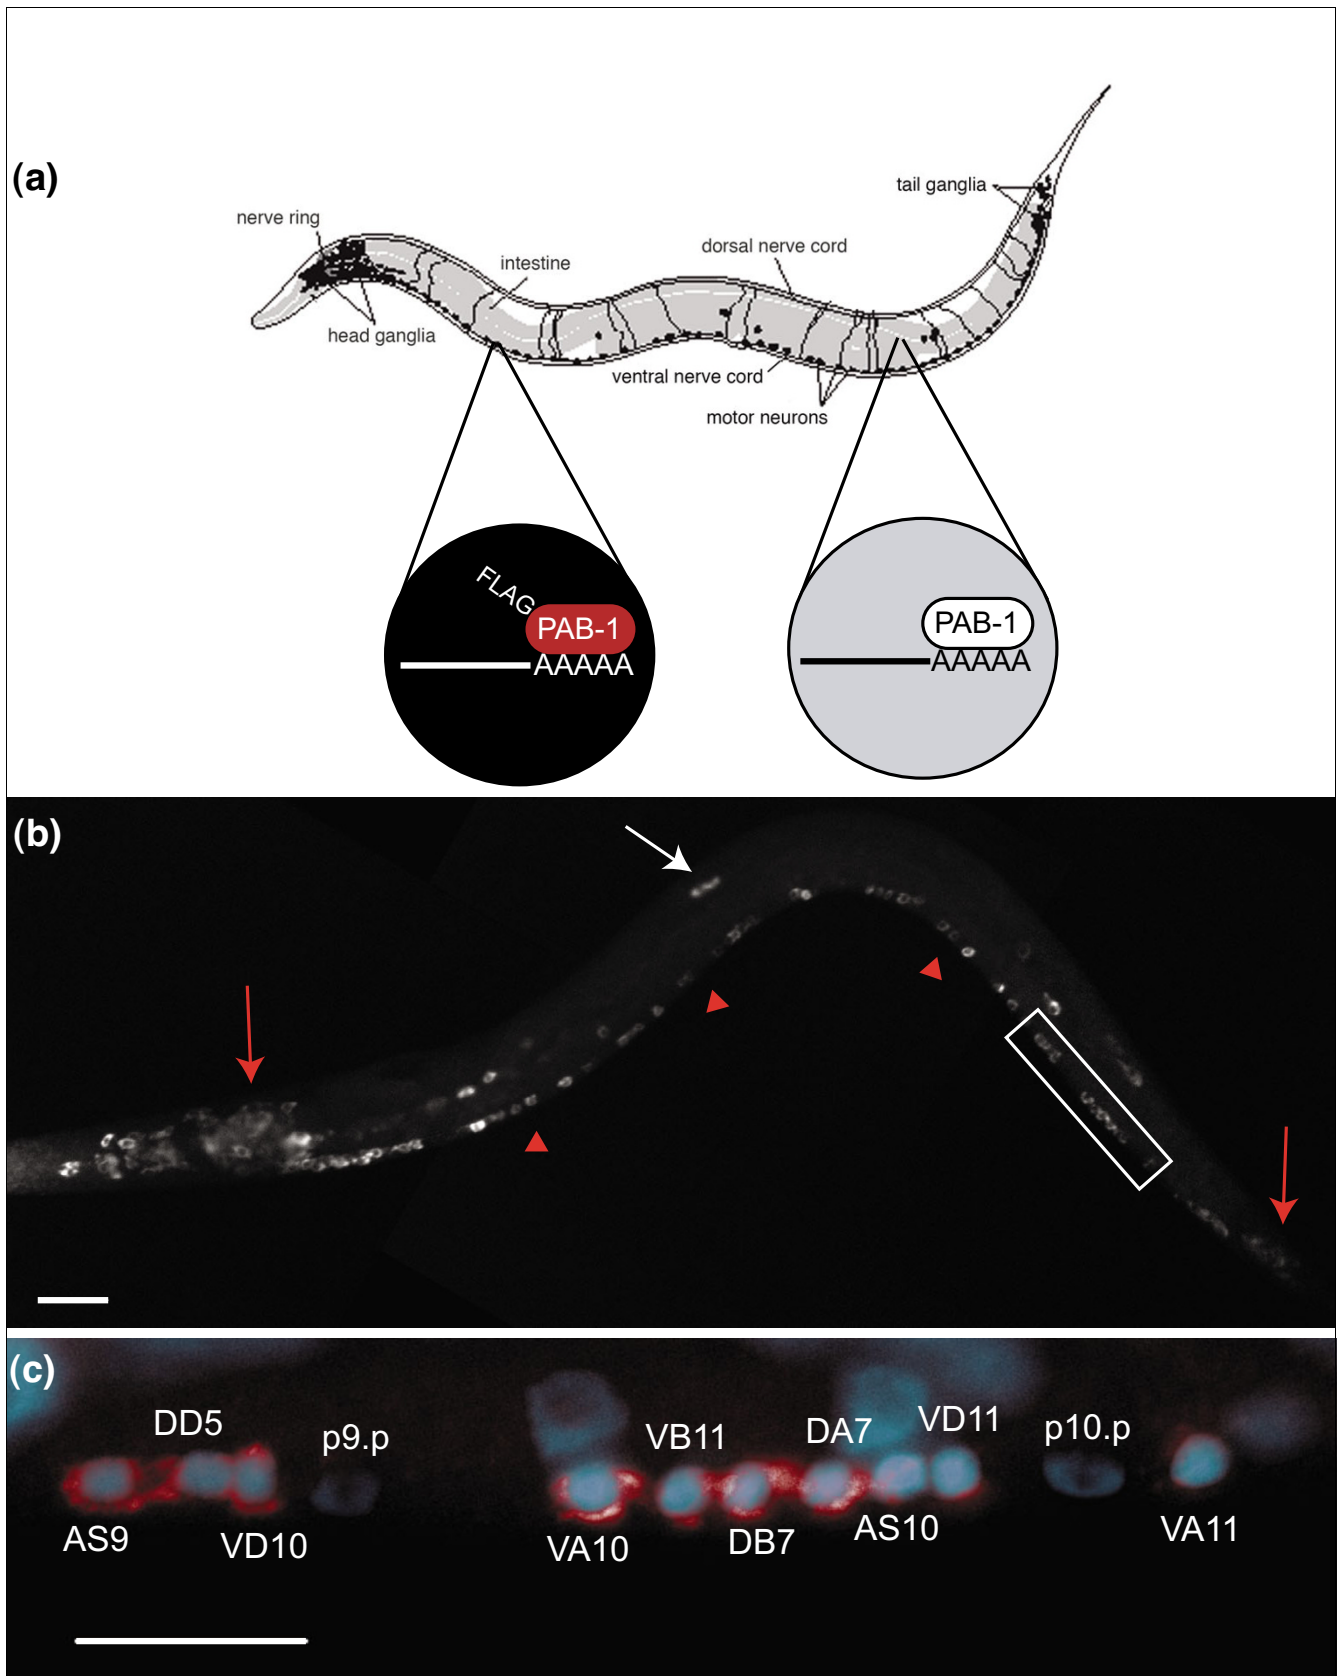 (a)
tail ganglia
nerve ring
dorsal nerve cord
intestine
head ganglia
ventral nerve cord
motor neurons
FLAG
PAB-1
AAAAA
PAB-1
AAAAA
(b)
(c)
DD5
p9.p
VB11
DA7
VD11
p10.p
AS9
VD10
VA10
DB7
AS10
VA11